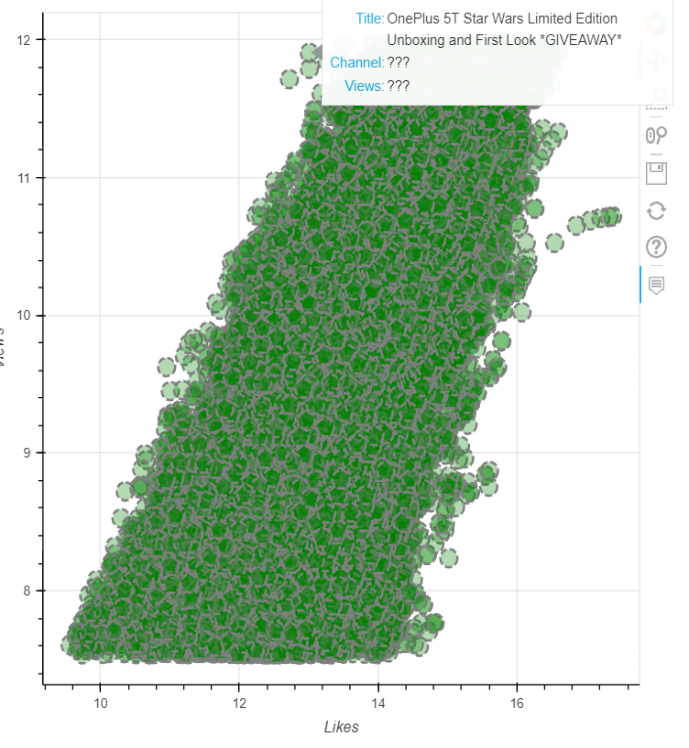 Title: OnePlus 5T Star Wars Limited Edition
Unboxing and First Look *GIVEAWAY*
Channel: ???
Views: ???
12
11
10
9
8
10
12
14
16
Likes